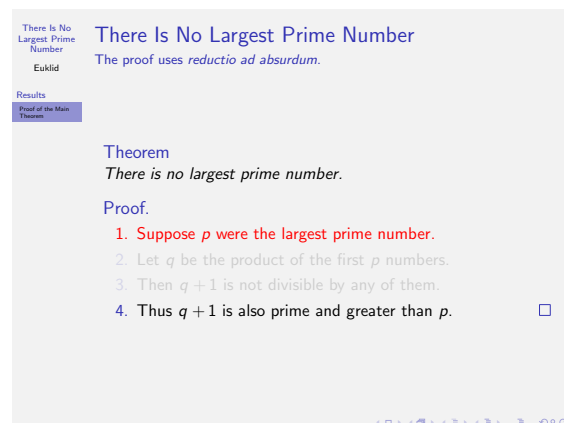 There Is No
Largest Prime
Number
Euklid
Results
Proof of the Main
Theorem
There Is No Largest Prime Number
The proof uses reductio ad absurdum.
Theorem
There is no largest prime number.
Proof.
1. Suppose p were the largest prime number.
2. Let q be the product of the first p numbers.
3. Then q + 1 is not divisible by any of them.
4. Thus q + 1 is also prime and greater than p.